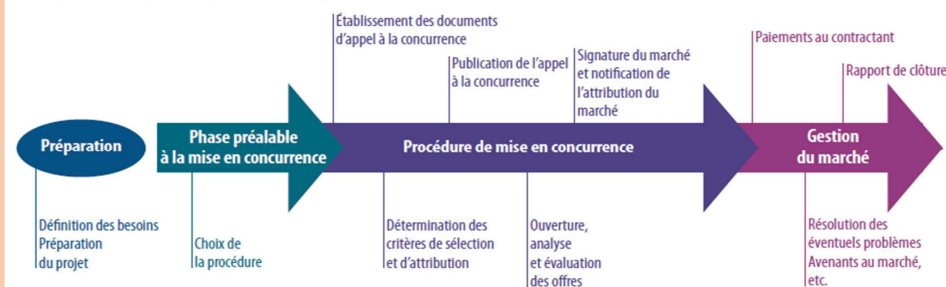 Établissement des documents
d'appel à la concurrence
Publication de l'appel
à la concurrence
Signature du marché
et notification de
l'attribution du
marché
Paiements au contractant
Rapport de clôture
Préparation
Phase préalable
à la mise en concurrence
Procédure de mise en concurrence
Gestion
du marché
Définition des besoins
Préparation
du projet
Choix de
la procédure
Détermination des
critères de sélection
et d'attribution
Ouverture,
analyse
et évaluation
des offres
Résolution des
éventuels problèmes
Avenants au marché,
etc.